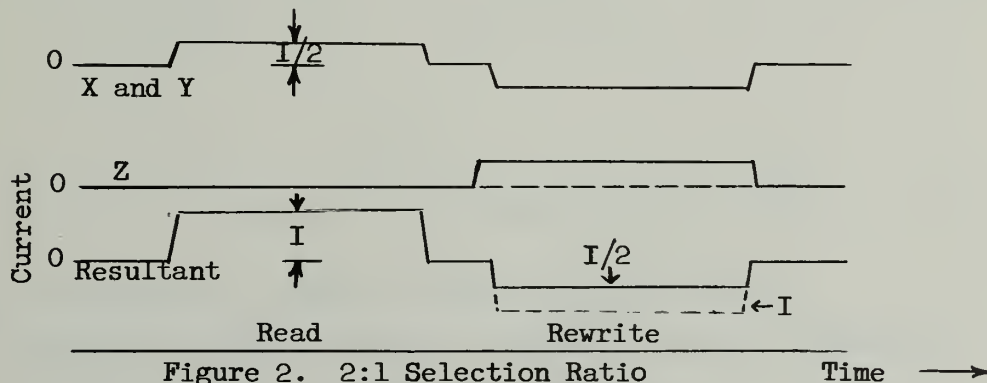 I/2
0
X and Y
Z
0
Current
I
0
Resultant
I/2
←I
Read Rewrite
Figure 2. 2:1 Selection Ratio Time →